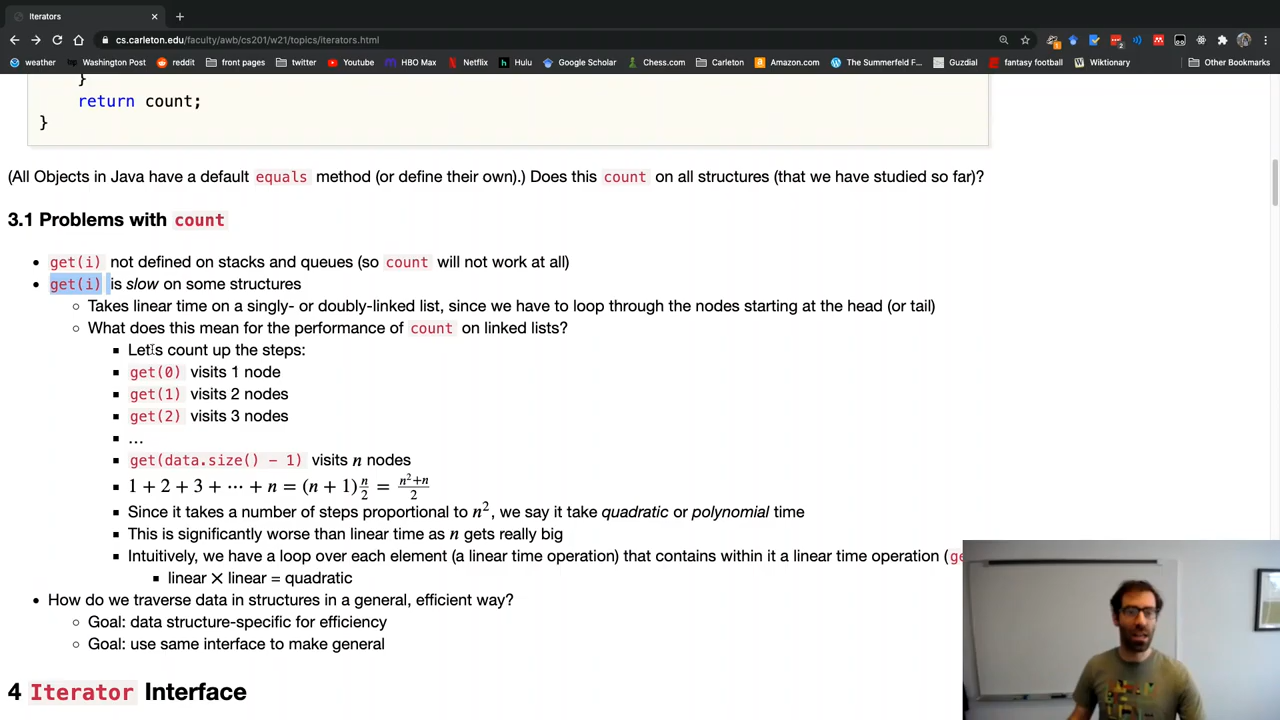 Iterators
cs.carleton.edu/faculty/awb/cs201/w21/topics/iterators.html
weather Washington Post reddit front pages twitter Youtube HBO Max Netflix Hulu Google Scholar Chess.com Carleton Amazon.com The Summerfeld F... Guzdial fantasy football Wiktionary Other Bookmarks
}
return count;
}
(All Objects in Java have a default equals method (or define their own).) Does this count on all structures (that we have studied so far)?
3.1 Problems with count
get(i) not defined on stacks and queues (so count will not work at all)
get(i) is slow on some structures
Takes linear time on a singly- or doubly-linked list, since we have to loop through the nodes starting at the head (or tail)
What does this mean for the performance of count on linked lists?
Let's count up the steps:
get(0) visits 1 node
get(1) visits 2 nodes
get(2) visits 3 nodes
...
get(data.size() - 1) visits n nodes
1 + 2 + 3 + ⋯ + n = (n + 1) n/2 = n²+n/2
Since it takes a number of steps proportional to n², we say it take quadratic or polynomial time
This is significantly worse than linear time as n gets really big
Intuitively, we have a loop over each element (a linear time operation) that contains within it a linear time operation (ge
linear × linear = quadratic
How do we traverse data in structures in a general, efficient way?
Goal: data structure-specific for efficiency
Goal: use same interface to make general
4 Iterator Interface